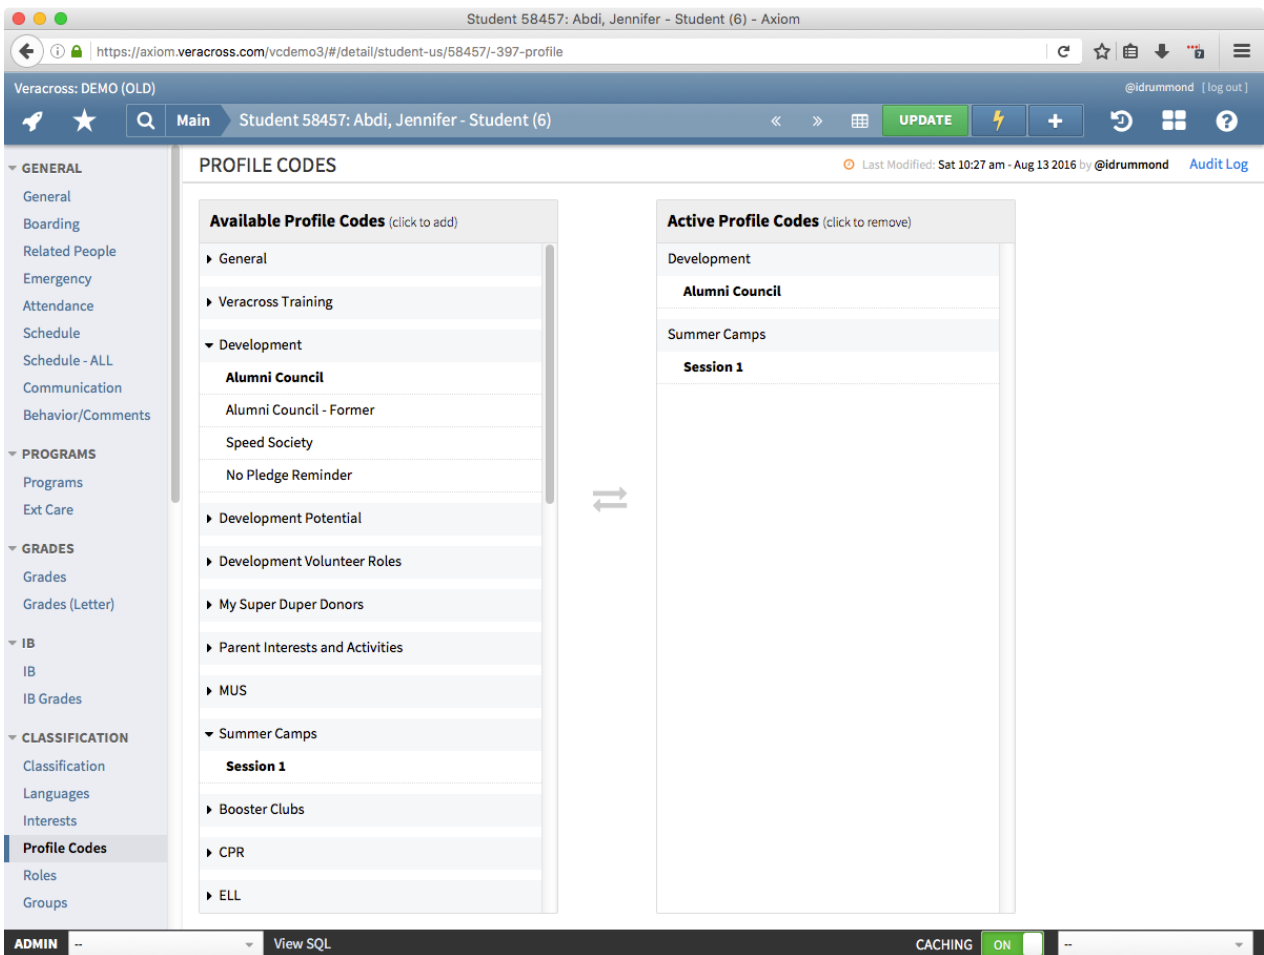 Student 58457: Abdi, Jennifer - Student (6) - Axiom
https://axiom.veracross.com/vcdemo3/#/detail/student-us/58457/-397-profile
Veracross: DEMO (OLD)
@idrummond [ log out ]
Main
Student 58457: Abdi, Jennifer - Student (6)
UPDATE
GENERAL
General
Boarding
Related People
Emergency
Attendance
Schedule
Schedule - ALL
Communication
Behavior/Comments
PROGRAMS
Programs
Ext Care
GRADES
Grades
Grades (Letter)
IB
IB
IB Grades
CLASSIFICATION
Classification
Languages
Interests
Profile Codes
Roles
Groups
PROFILE CODES
Last Modified: Sat 10:27 am - Aug 13 2016 by @idrummond
Audit Log
Available Profile Codes (click to add)
General
Veracross Training
Development
Alumni Council
Alumni Council - Former
Speed Society
No Pledge Reminder
Development Potential
Development Volunteer Roles
My Super Duper Donors
Parent Interests and Activities
MUS
Summer Camps
Session 1
Booster Clubs
CPR
ELL
Active Profile Codes (click to remove)
Development
Alumni Council
Summer Camps
Session 1
ADMIN
--
View SQL
CACHING
ON
--